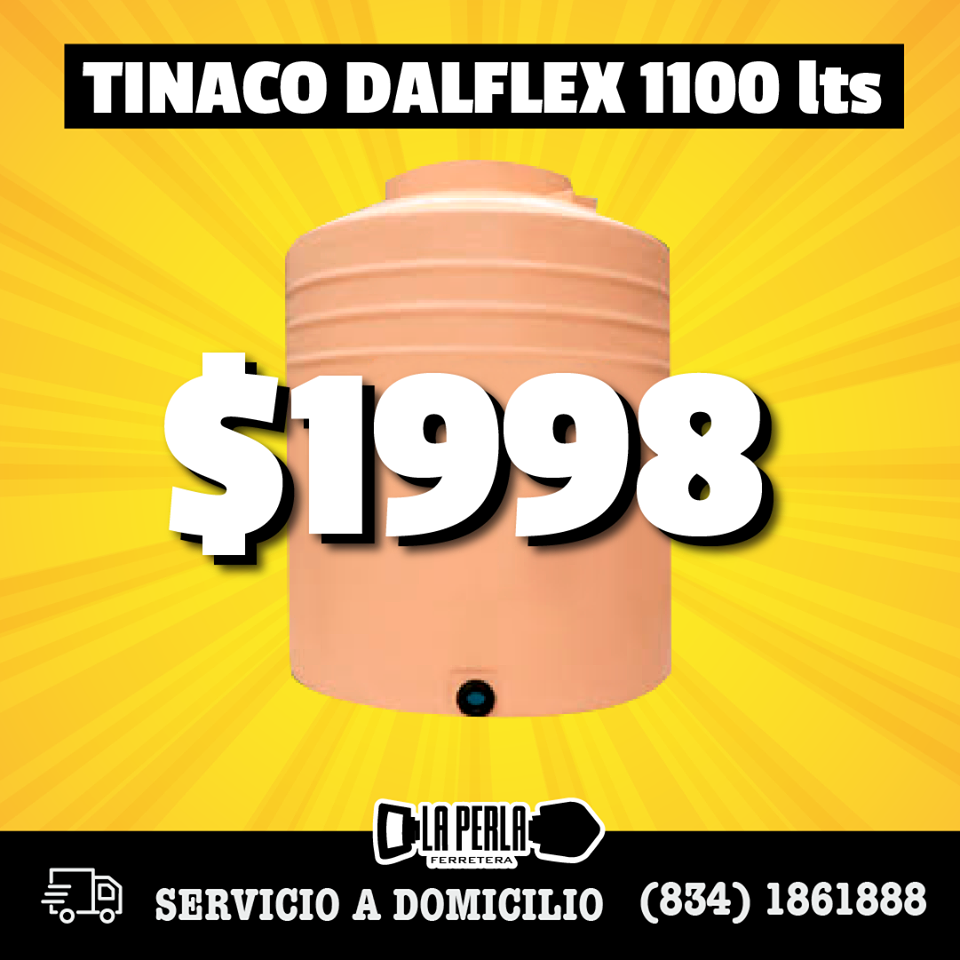 TINACO DALFLEX 1100 lts
$1998
LA PERLA
FERRETERA
SERVICIO A DOMICILIO (834) 1861888